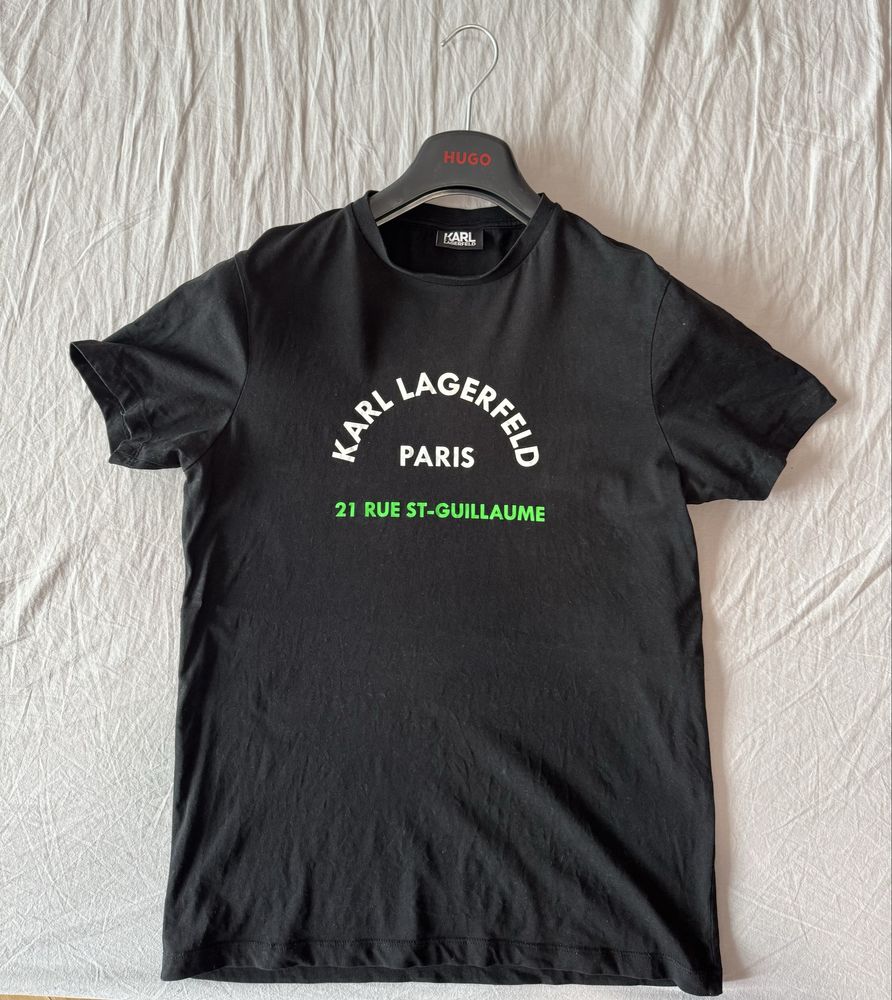 HUGO
KARL
LAGERFELD
KARL LAGERFELD
PARIS
21 RUE ST-GUILLAUME